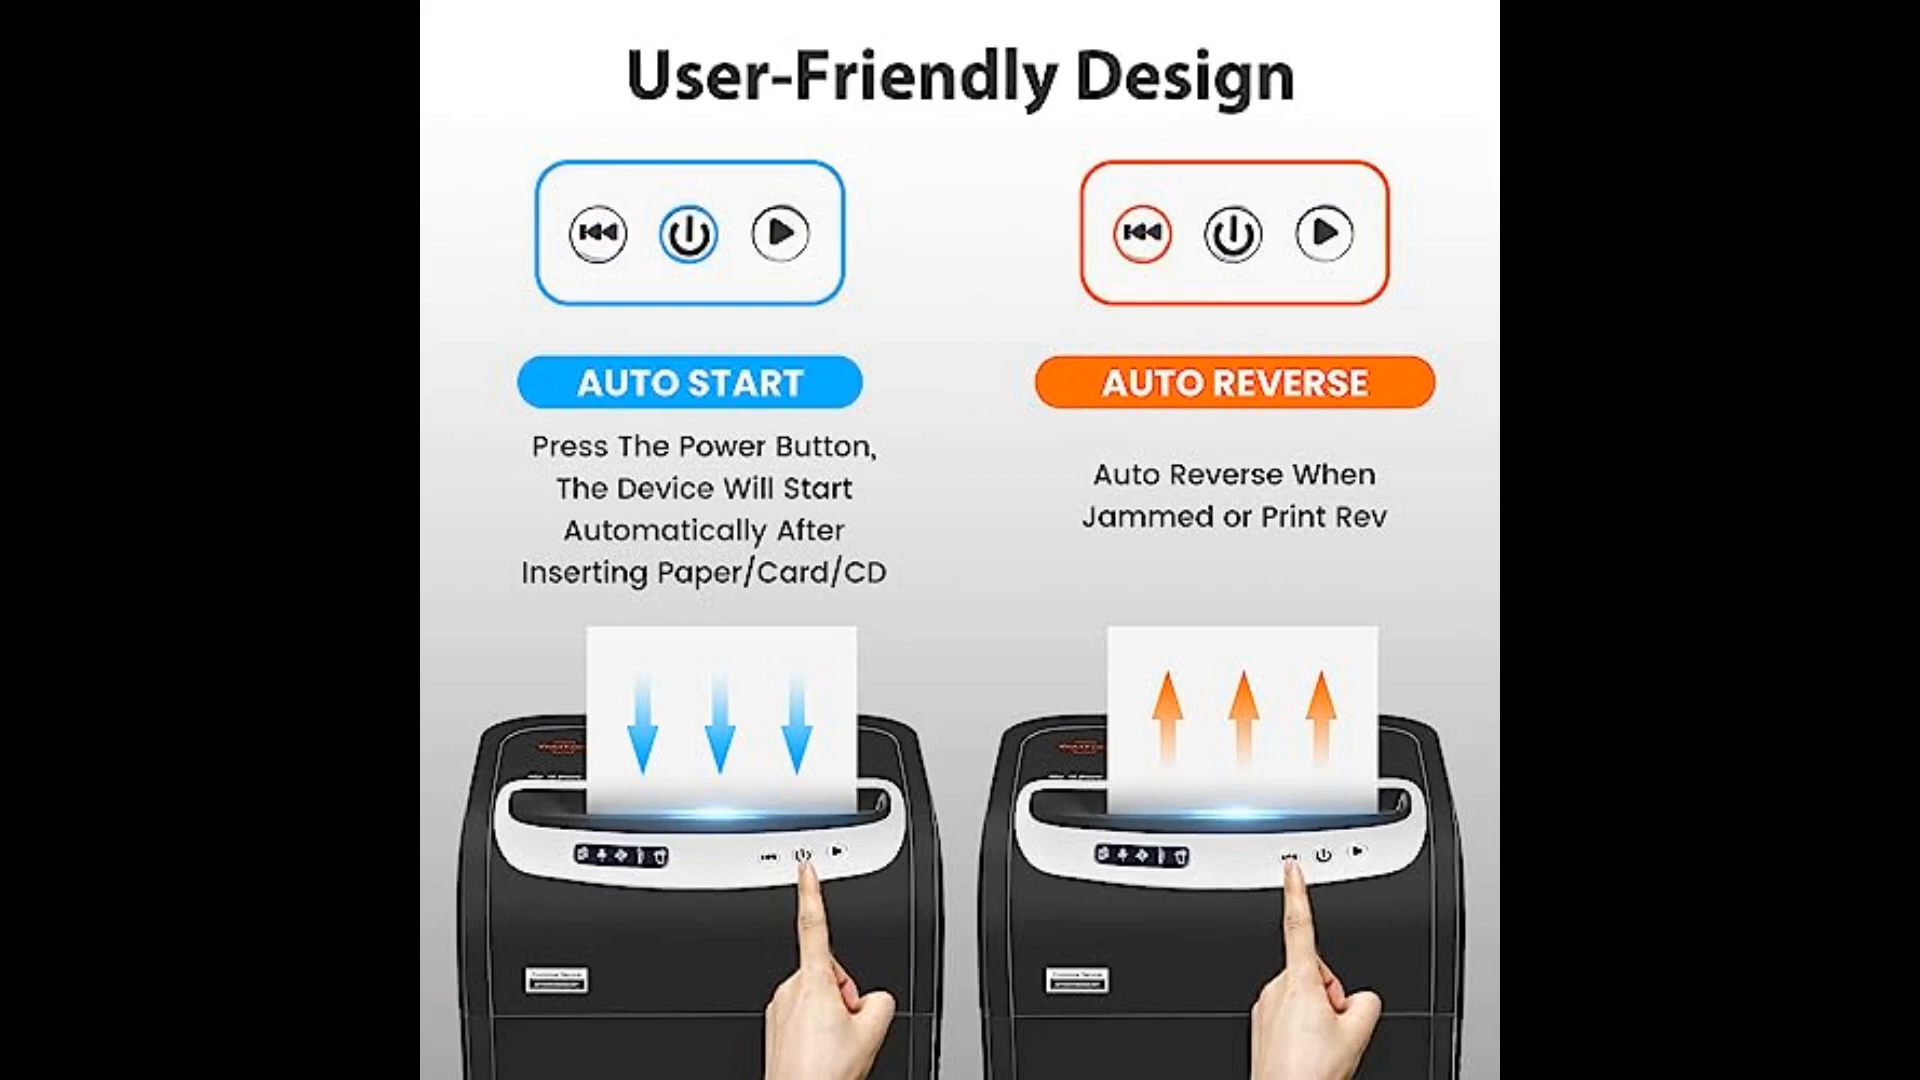 User-Friendly Design
AUTO START
AUTO REVERSE
Press The Power Button,
The Device Will Start
Automatically After
Inserting Paper/Card/CD
Auto Reverse When
Jammed or Print Rev